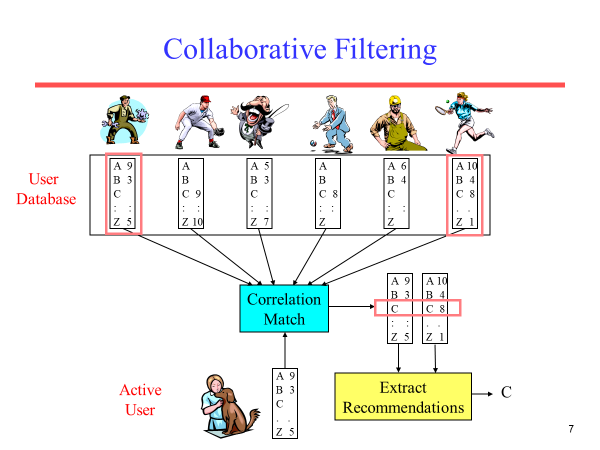 Collaborative Filtering
User
Database
A 9
B 3
C
: :
Z 5
A
B
C 9
: :
Z 10
A 5
B 3
C
: :
Z 7
A
B
C 8
: :
Z
A 6
B 4
C
: :
Z
A 10
B 4
C 8
. .
Z 1
Correlation
Match
A 9
B 3
C
: :
Z 5
A 10
B 4
C 8
. .
Z 1
Active
User
A 9
B 3
C
. .
Z 5
Extract
Recommendations
C
7